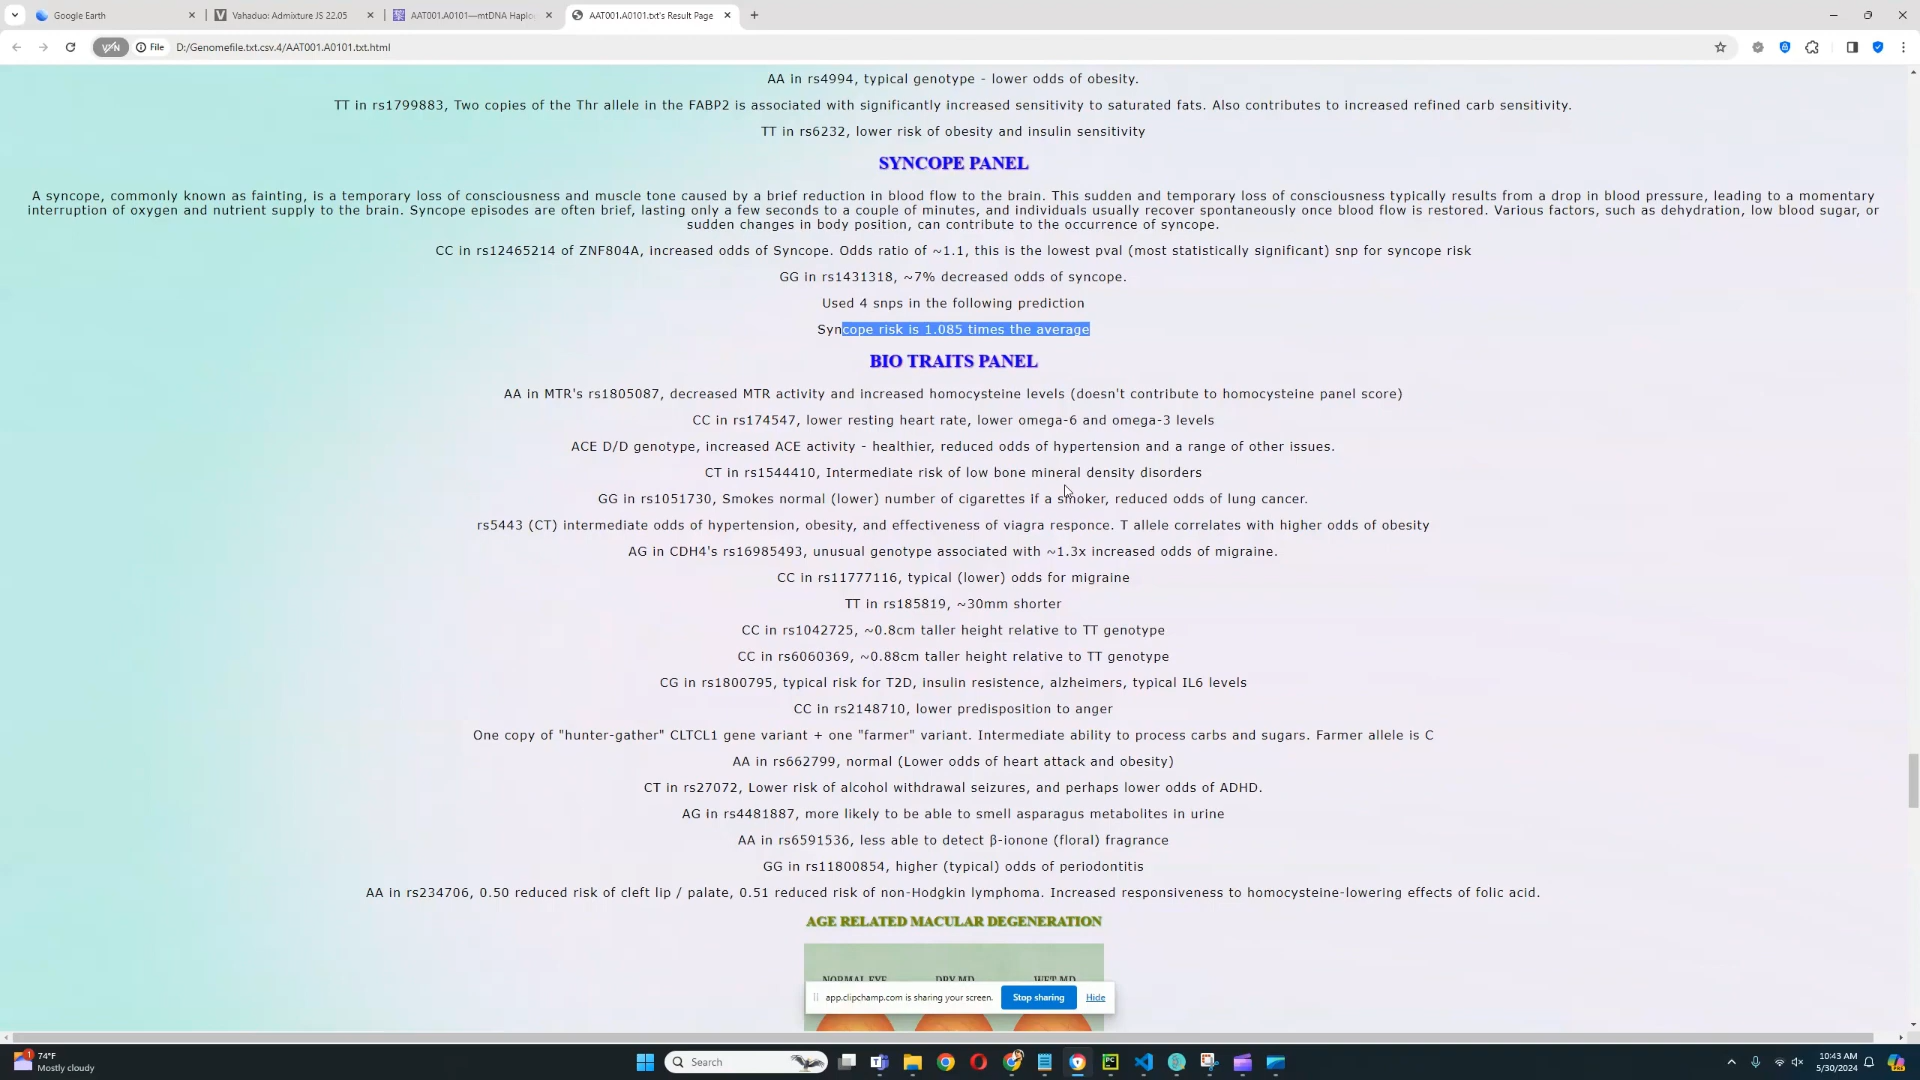 Google Earth
Vahaduo: Admixture JS 22.05
AAT001.A0101—mtDNA Haplo
AAT001.A0101.txt's Result Page
VPN
File
D:/Genomefile.txt.csv.4/AAT001.A0101.txt.html
AA in rs4994, typical genotype - lower odds of obesity.
TT in rs1799883, Two copies of the Thr allele in the FABP2 is associated with significantly increased sensitivity to saturated fats. Also contributes to increased refined carb sensitivity.
TT in rs6232, lower risk of obesity and insulin sensitivity
SYNCOPE PANEL
A syncope, commonly known as fainting, is a temporary loss of consciousness and muscle tone caused by a brief reduction in blood flow to the brain. This sudden and temporary loss of consciousness typically results from a drop in blood pressure, leading to a momentary
interruption of oxygen and nutrient supply to the brain. Syncope episodes are often brief, lasting only a few seconds to a couple of minutes, and individuals usually recover spontaneously once blood flow is restored. Various factors, such as dehydration, low blood sugar, or
sudden changes in body position, can contribute to the occurrence of syncope.
CC in rs12465214 of ZNF804A, increased odds of Syncope. Odds ratio of ~1.1, this is the lowest pval (most statistically significant) snp for syncope risk
GG in rs1431318, ~7% decreased odds of syncope.
Used 4 snps in the following prediction
Syncope risk is 1.085 times the average
BIO TRAITS PANEL
AA in MTR's rs1805087, decreased MTR activity and increased homocysteine levels (doesn't contribute to homocysteine panel score)
CC in rs174547, lower resting heart rate, lower omega-6 and omega-3 levels
ACE D/D genotype, increased ACE activity - healthier, reduced odds of hypertension and a range of other issues.
CT in rs1544410, Intermediate risk of low bone mineral density disorders
GG in rs1051730, Smokes normal (lower) number of cigarettes if a smoker, reduced odds of lung cancer.
rs5443 (CT) intermediate odds of hypertension, obesity, and effectiveness of viagra responce. T allele correlates with higher odds of obesity
AG in CDH4's rs16985493, unusual genotype associated with ~1.3x increased odds of migraine.
CC in rs11777116, typical (lower) odds for migraine
TT in rs185819, ~30mm shorter
CC in rs1042725, ~0.8cm taller height relative to TT genotype
CC in rs6060369, ~0.88cm taller height relative to TT genotype
CG in rs1800795, typical risk for T2D, insulin resistence, alzheimers, typical IL6 levels
CC in rs2148710, lower predisposition to anger
One copy of "hunter-gather" CLTCL1 gene variant + one "farmer" variant. Intermediate ability to process carbs and sugars. Farmer allele is C
AA in rs662799, normal (Lower odds of heart attack and obesity)
CT in rs27072, Lower risk of alcohol withdrawal seizures, and perhaps lower odds of ADHD.
AG in rs4481887, more likely to be able to smell asparagus metabolites in urine
AA in rs6591536, less able to detect β-ionone (floral) fragrance
GG in rs11800854, higher (typical) odds of periodontitis
AA in rs234706, 0.50 reduced risk of cleft lip / palate, 0.51 reduced risk of non-Hodgkin lymphoma. Increased responsiveness to homocysteine-lowering effects of folic acid.
AGE RELATED MACULAR DEGENERATION
NORMAL EYE
DRY MD
WET MD
app.clipchamp.com is sharing your screen.
Stop sharing
Hide
1
74°F
Mostly cloudy
Search
10:43 AM
5/30/2024